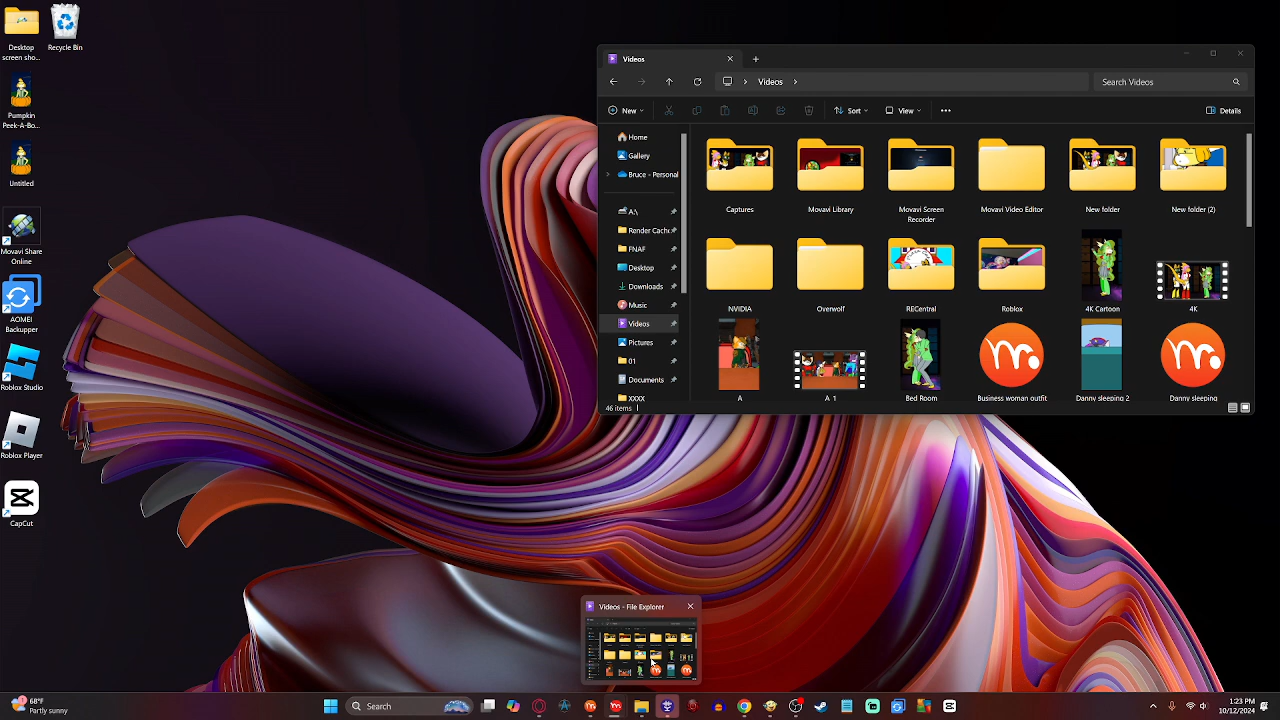 Desktop
screen sho...
Recycle Bin
Pumpkin
Peek-A-Bo...
Untitled
Movavi Share
Online
AOMEI
Backupper
Roblox Studio
Roblox Player
CapCut
Videos
Videos
Search Videos
New
Sort
View
Details
Home
Gallery
Bruce - Personal
A:\
Render Cache
FNAF
Desktop
Downloads
Music
Videos
Pictures
01
Documents
XXXX
Captures
Movavi Library
Movavi Screen
Recorder
Movavi Video Editor
New folder
New folder (2)
NVIDIA
Overwolf
RECentral
Roblox
4K Cartoon
4K
A
A 1
Bed Room
Business woman outfit
Danny sleeping 2
Danny sleeping
46 items
Videos - File Explorer
68°F
Partly sunny
Search
1:23 PM
10/12/2024